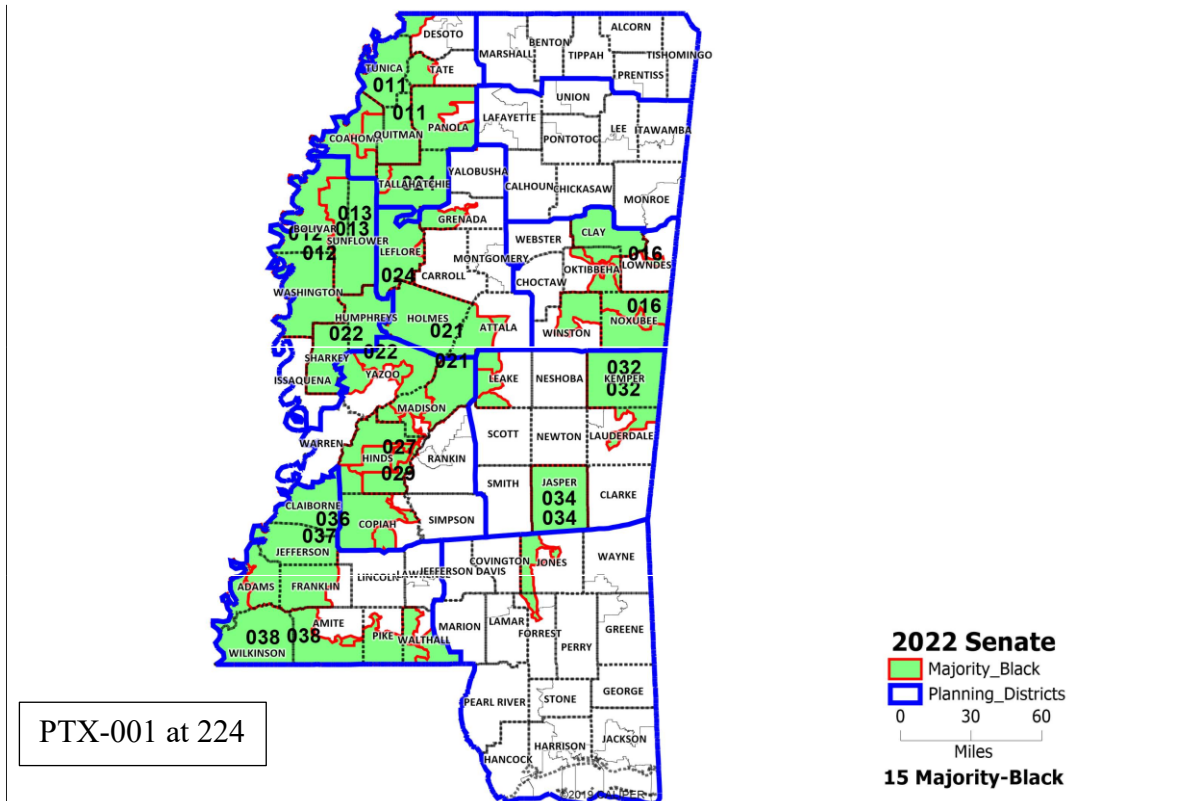 DESOTO
MARSHALL
BENTON
TIPPAH
ALCORN
TISHOMINGO
PRENTISS
TUNICA
TATE
011
011
UNION
LAFAYETTE
PANOLA
QUITMAN
COAHOMA
PONTOTOC
LEE
ITAWAMBA
YALOBUSHA
TALLAHATCHIE
CALHOUN
CHICKASAW
MONROE
013
013
BOLIVAR
012
SUNFLOWER
012
GRENADA
LEFLORE
CLAY
WEBSTER
016
MONTGOMERY
OKTIBBEHA
LOWNDES
CARROLL
024
CHOCTAW
WASHINGTON
HUMPHREYS
HOLMES
021
ATTALA
016
NOXUBEE
WINSTON
022
022
SHARKEY
021
YAZOO
ISSAQUENA
LEAKE
NESHOBA
032
KEMPER
032
MADISON
WARREN
027
HINDS
029
RANKIN
SCOTT
NEWTON
LAUDERDALE
SMITH
JASPER
034
034
CLARKE
CLAIBORNE
036
037
COPIAH
SIMPSON
JEFFERSON
COVINGTON
JONES
WAYNE
ADAMS
FRANKLIN
LINCOLN
JEFFERSON DAVIS
AMITE
038
038
WILKINSON
PIKE
WALTHALL
MARION
LAMAR
FORREST
PERRY
GREENE
PEARL RIVER
STONE
GEORGE
HANCOCK
HARRISON
JACKSON
PTX-001 at 224
2022 Senate
Majority_Black
Planning_Districts
0 30 60
Miles
15 Majority-Black